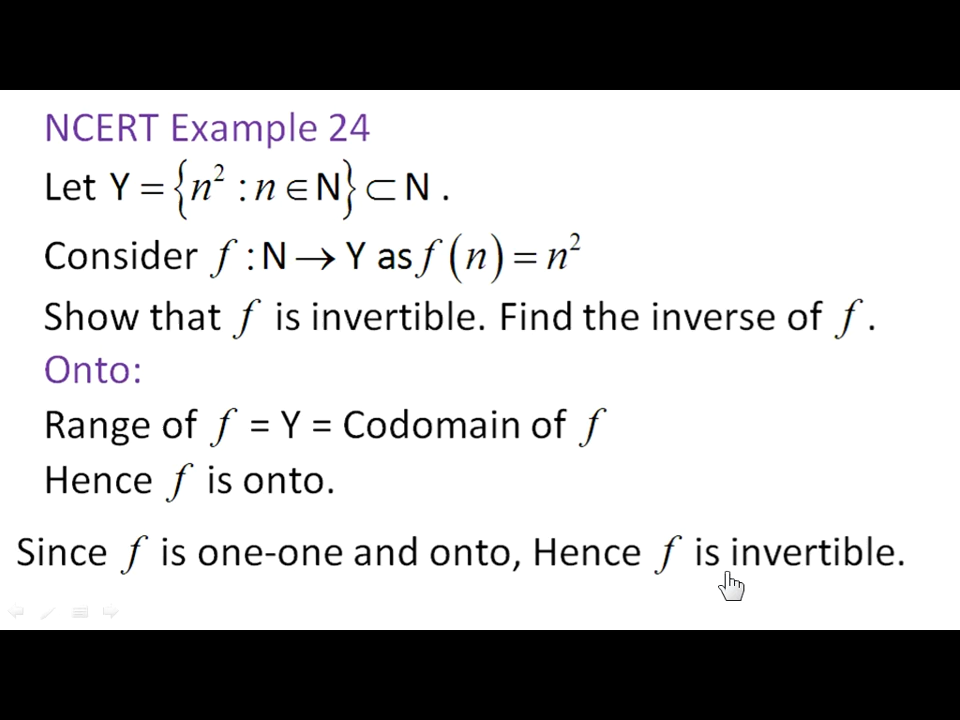 NCERT Example 24
Let Y = {n² : n ∈ N} ⊂ N .
Consider f : N → Y as f (n) = n²
Show that f is invertible. Find the inverse of f .
Onto:
Range of f = Y = Codomain of f
Hence f is onto.
Since f is one-one and onto, Hence f is invertible.